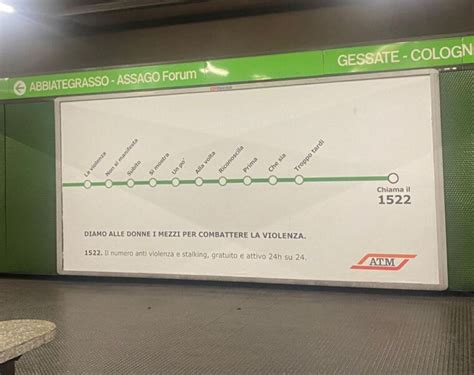 ABBIATEGRASSO - ASSAGO Forum
GESSATE - COLOGN
La violenza
Non si manifesta
Subito
Si mostra
Un po'
Alla volta
Riconoscila
Prima
Che sia
Troppo tardi
Chiama il
1522
DIAMO ALLE DONNE I MEZZI PER COMBATTERE LA VIOLENZA.
1522. Il numero anti violenza e stalking, gratuito e attivo 24h su 24.
ATM